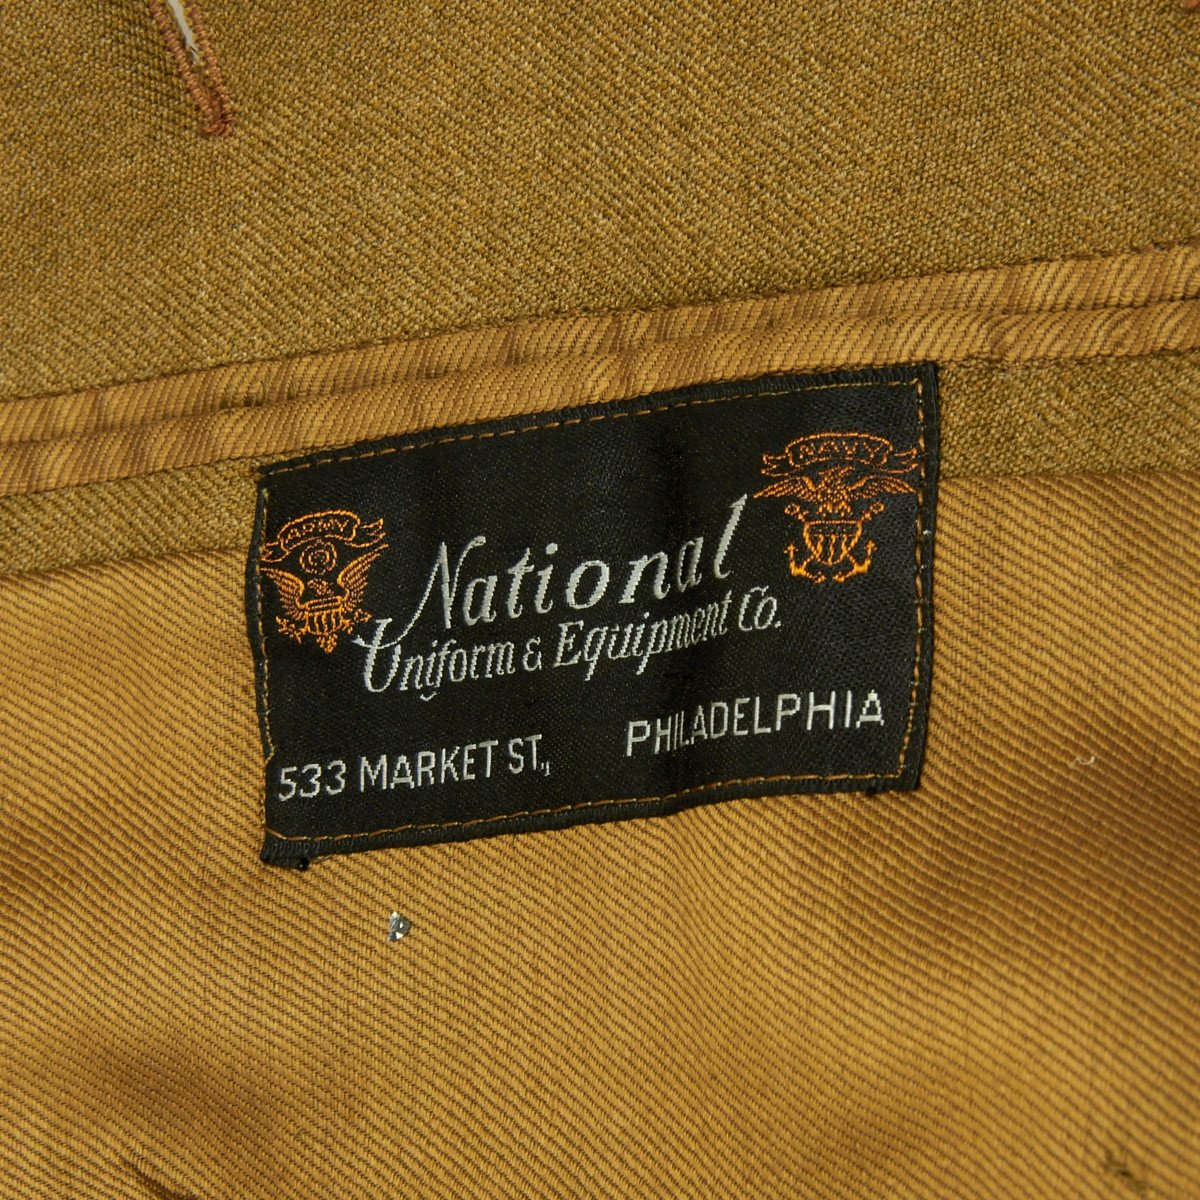 ARMY
NAVY
National
Uniform & Equipment Co.
533 MARKET ST., PHILADELPHIA